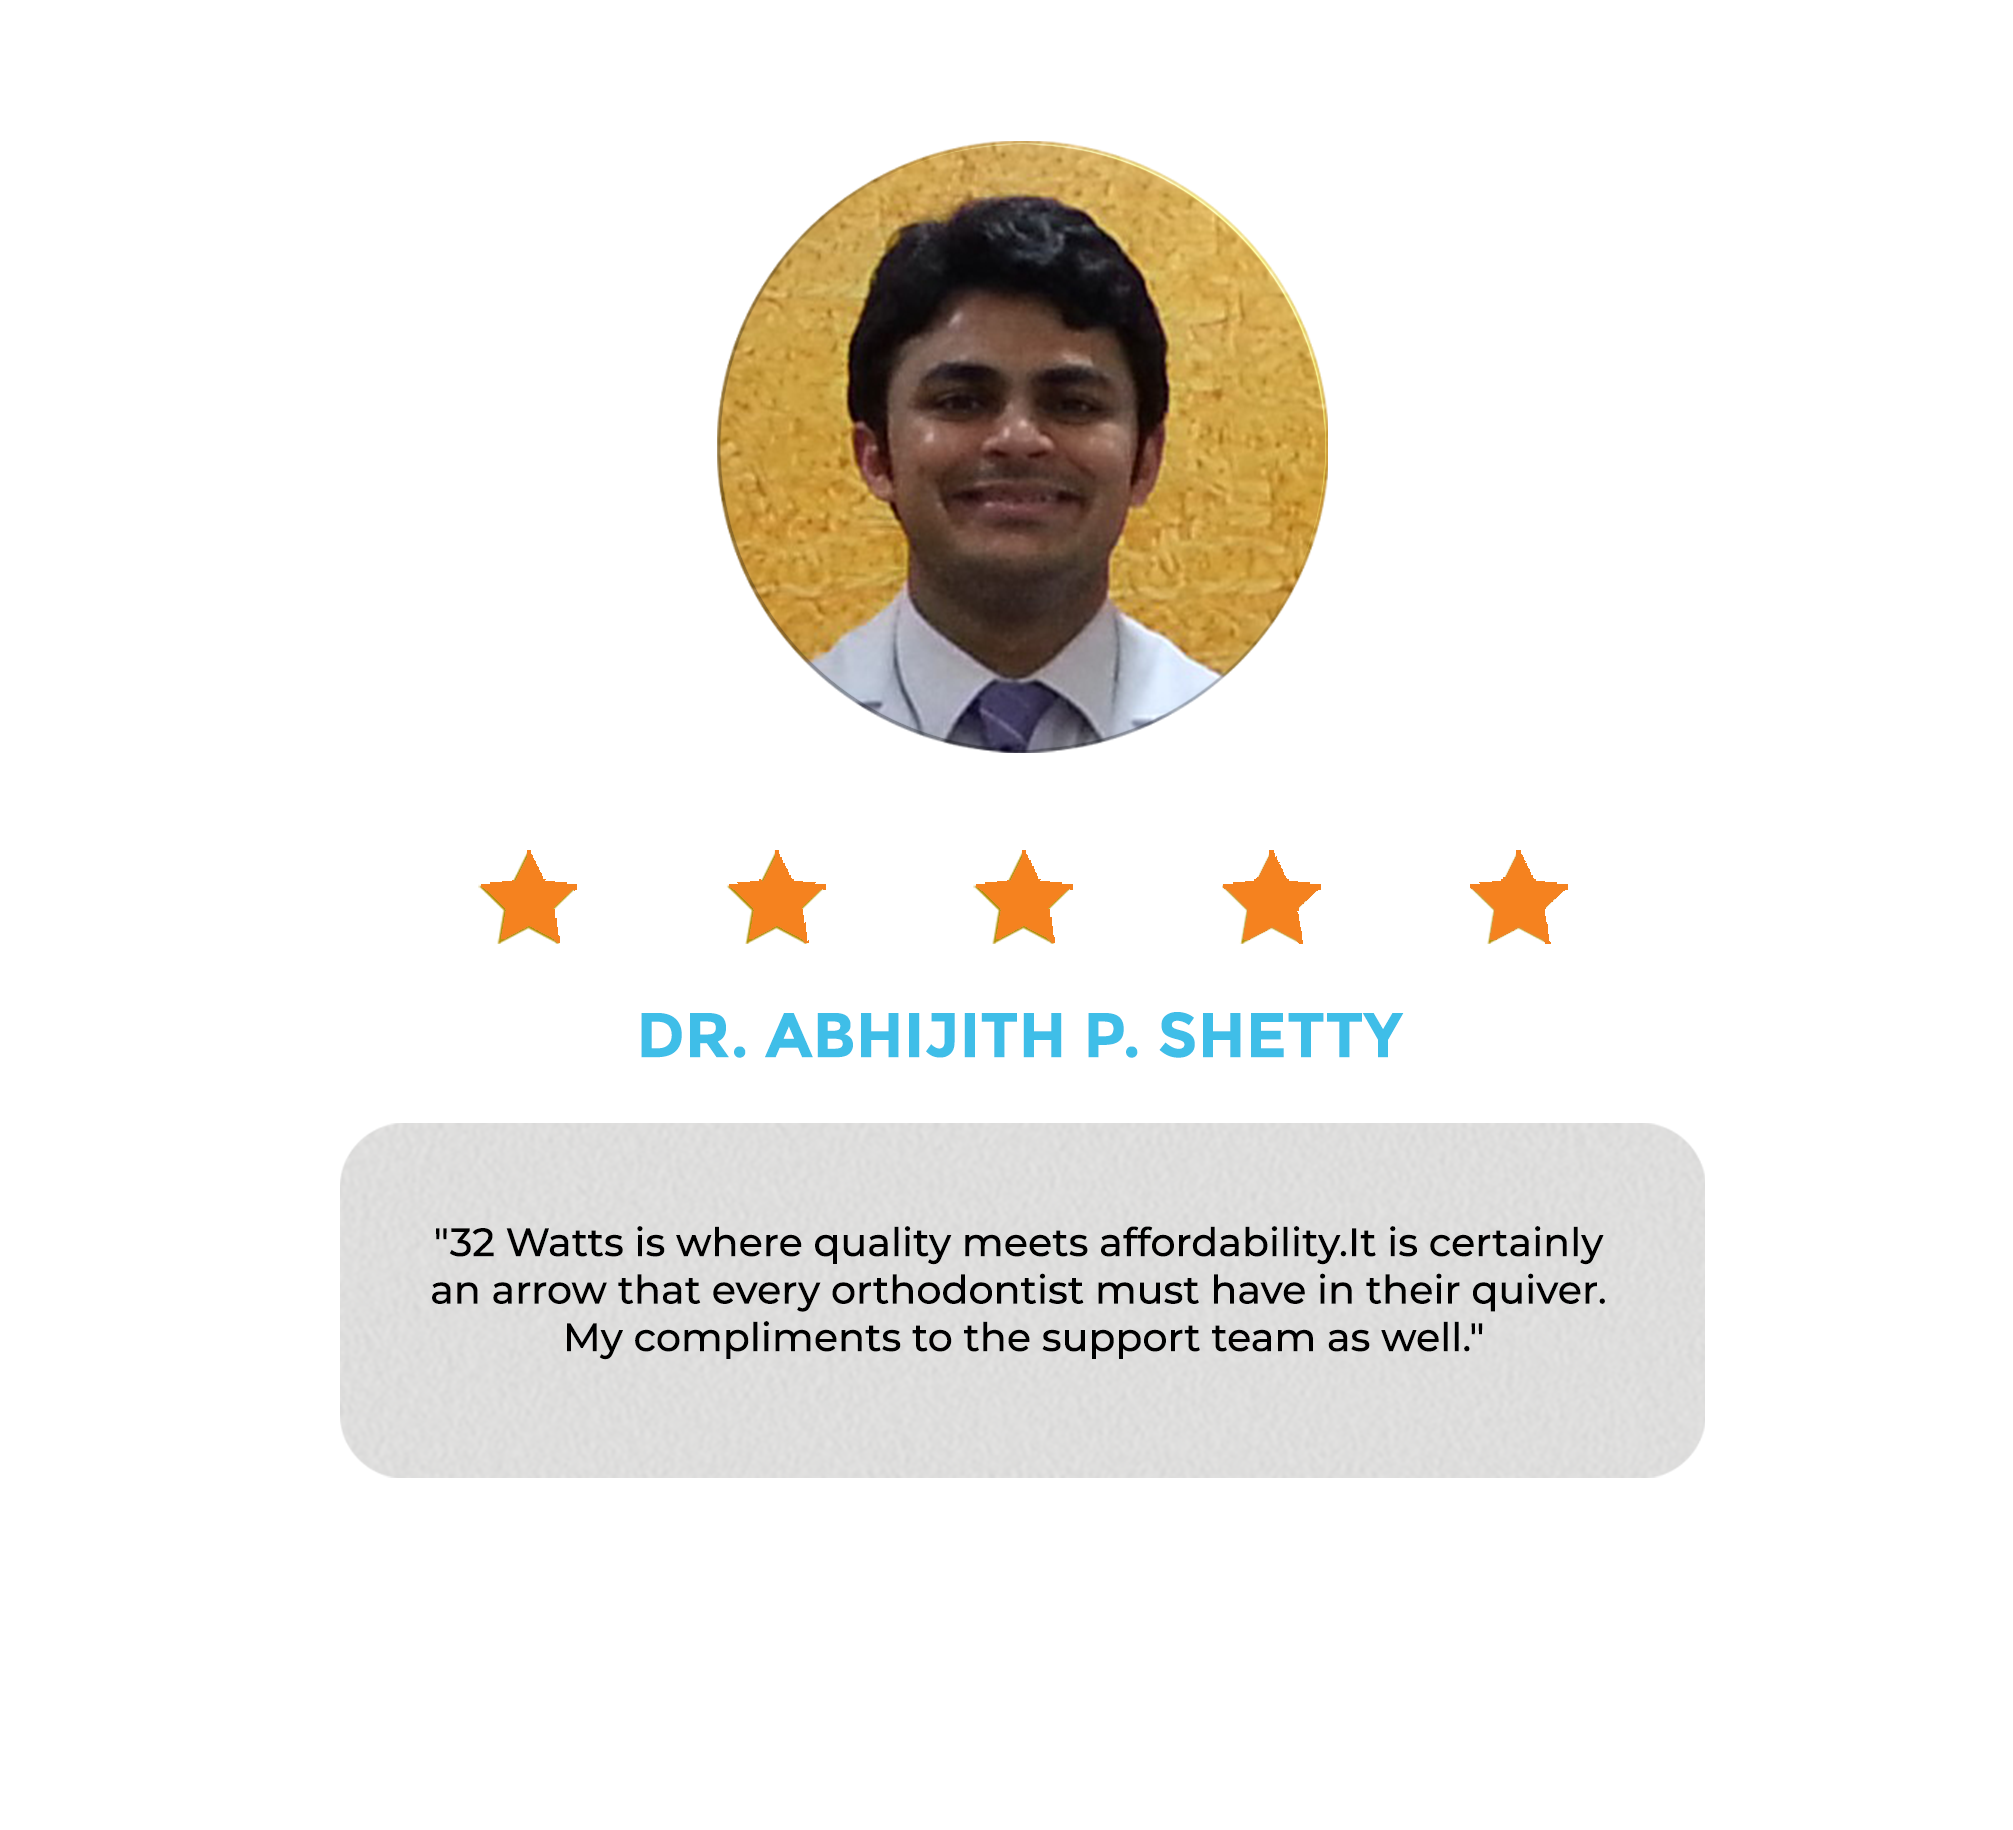 DR. ABHIJITH P. SHETTY
"32 Watts is where quality meets affordability.It is certainly
an arrow that every orthodontist must have in their quiver.
My compliments to the support team as well."